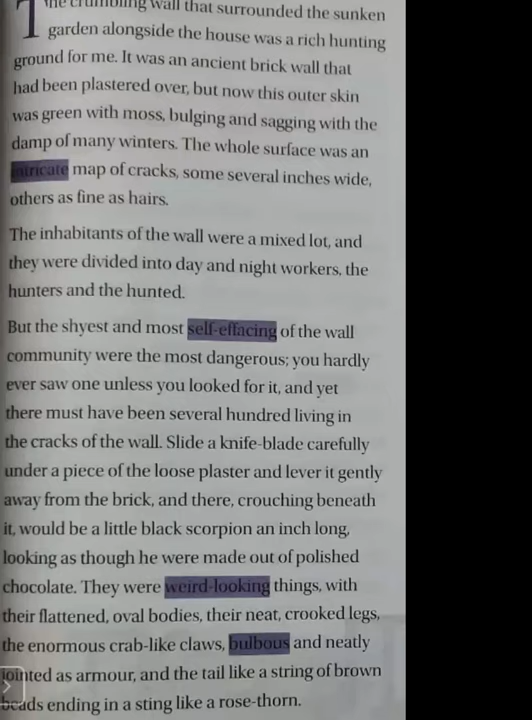 The crumbling wall that surrounded the sunken
garden alongside the house was a rich hunting
ground for me. It was an ancient brick wall that
had been plastered over, but now this outer skin
was green with moss, bulging and sagging with the
damp of many winters. The whole surface was an
intricate map of cracks, some several inches wide,
others as fine as hairs.
The inhabitants of the wall were a mixed lot, and
they were divided into day and night workers, the
hunters and the hunted.
But the shyest and most self-effacing of the wall
community were the most dangerous; you hardly
ever saw one unless you looked for it, and yet
there must have been several hundred living in
the cracks of the wall. Slide a knife-blade carefully
under a piece of the loose plaster and lever it gently
away from the brick, and there, crouching beneath
it, would be a little black scorpion an inch long,
looking as though he were made out of polished
chocolate. They were weird-looking things, with
their flattened, oval bodies, their neat, crooked legs,
the enormous crab-like claws, bulbous and neatly
jointed as armour, and the tail like a string of brown
beads ending in a sting like a rose-thorn.